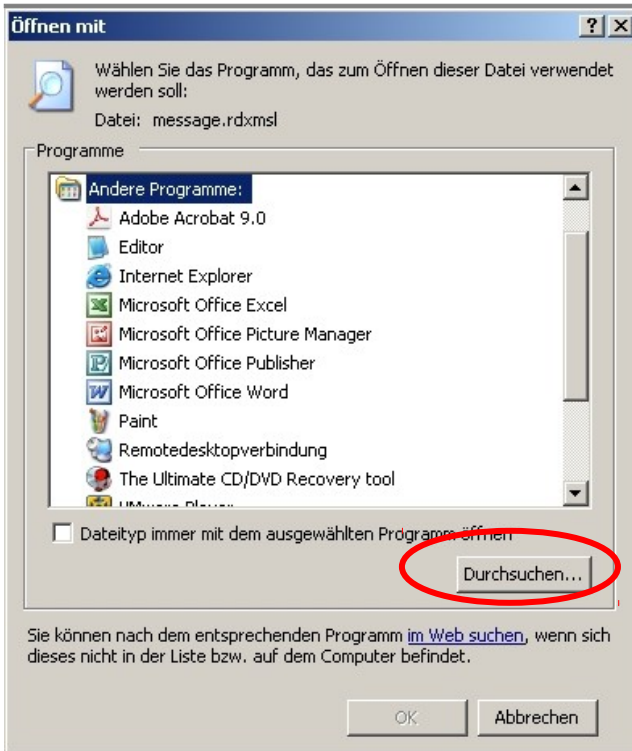 Öffnen mit
Wählen Sie das Programm, das zum Öffnen dieser Datei verwendet
werden soll:
Datei: message.rdxmsl
Programme
Andere Programme:
Adobe Acrobat 9.0
Editor
Internet Explorer
Microsoft Office Excel
Microsoft Office Picture Manager
Microsoft Office Publisher
Microsoft Office Word
Paint
Remotedesktopverbindung
The Ultimate CD/DVD Recovery tool
VMware Player
Dateityp immer mit dem ausgewählten Programm öffnen
Durchsuchen...
Sie können nach dem entsprechenden Programm im Web suchen, wenn sich
dieses nicht in der Liste bzw. auf dem Computer befindet.
OK
Abbrechen